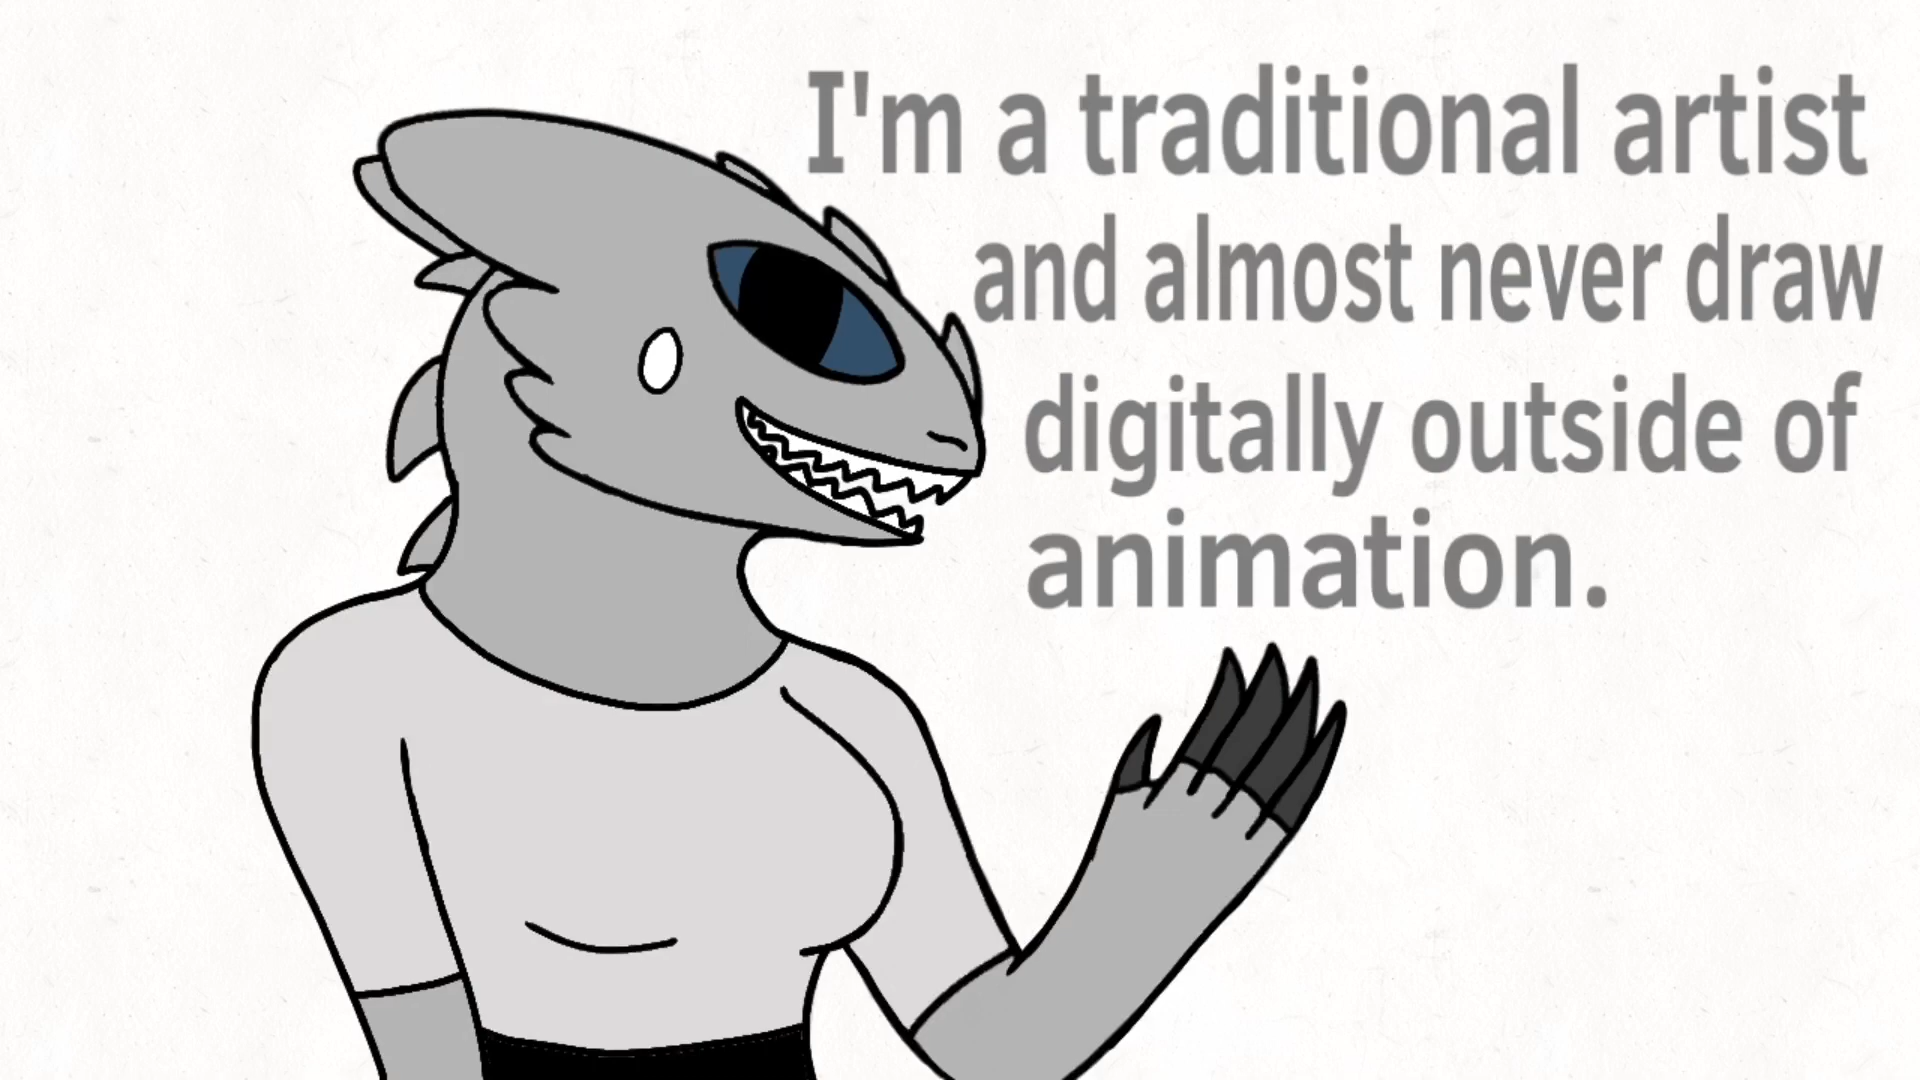 I'm a traditional artist
and almost never draw
digitally outside of
animation.